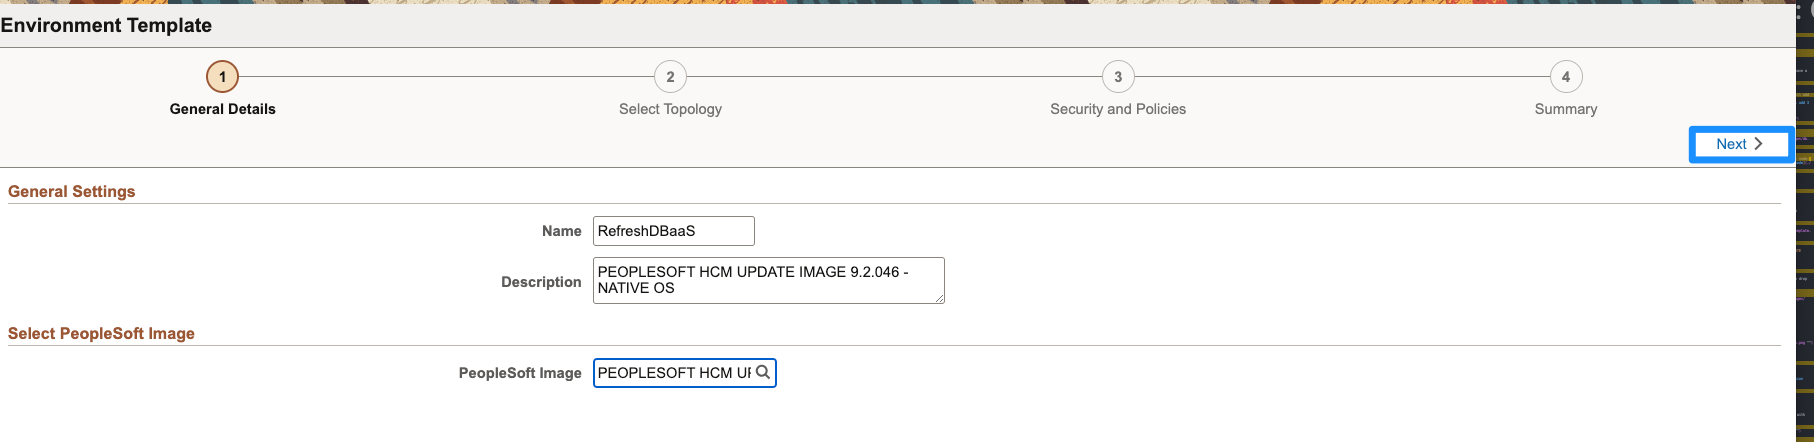 Environment Template
1
2
3
4
General Details
Select Topology
Security and Policies
Summary
Next
General Settings
Name
RefreshDBaaS
Description
PEOPLESOFT HCM UPDATE IMAGE 9.2.046 -
NATIVE OS
Select PeopleSoft Image
PeopleSoft Image
PEOPLESOFT HCM UP